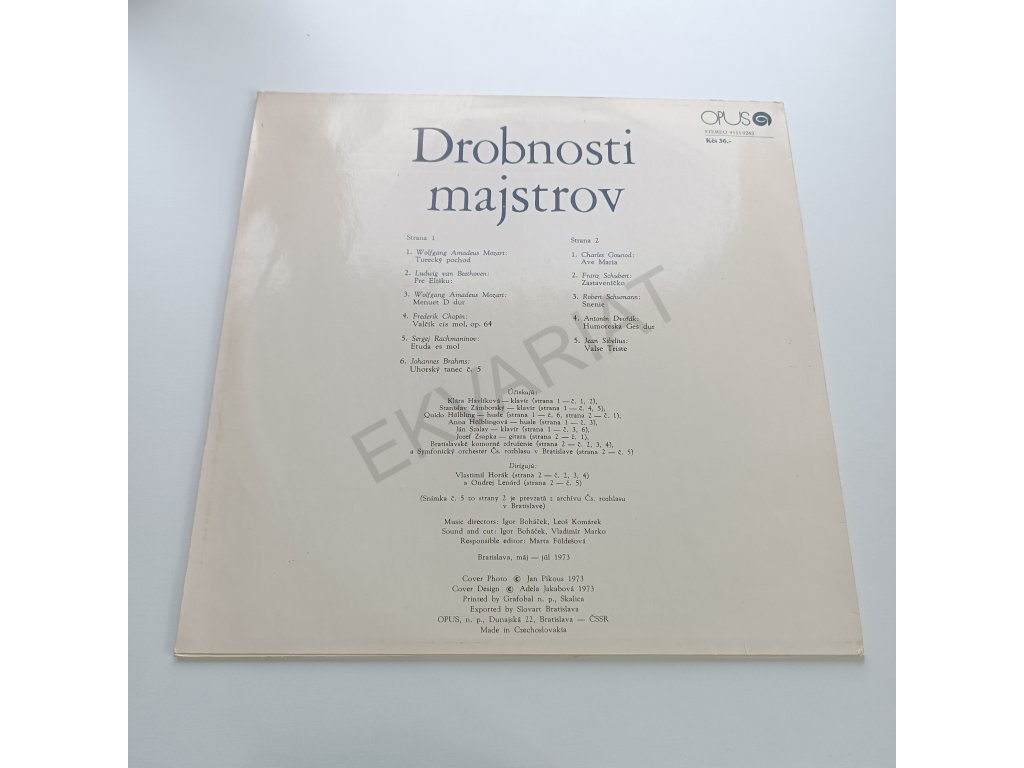 OPUS
STEREO 9111 0263
Kčs 36,-
Drobnosti
majstrov
Strana 1
1. Wolfgang Amadeus Mozart:
Turecký pochod
2. Ludwig van Beethoven:
Pre Elišku:
3. Wolfgang Amadeus Mozart:
Menuet D dur
4. Frederik Chopin:
Valčík cis mol, op. 64
5. Sergej Rachmaninov:
Etuda es mol
6. Johannes Brahms:
Uhorský tanec č. 5
Strana 2
1. Charles Gounod:
Ave Maria
2. Franz Schubert:
Zastaveníčko
3. Robert Schumann:
Snenie
4. Antonín Dvořák:
Humoreska Ges dur
5. Jean Sibelius:
Valse Triste
Účinkujú:
Klára Havlíková — klavír (strana 1 — č. 1, 2),
Stanislav Zámborský — klavír (strana 1 — č. 4, 5),
Quido Hölbling — husle (strana 1 — č. 6, strana 2 — č. 1),
Anna Hölblingová — husle (strana 1 — č. 3),
Ján Szalay — klavír (strana 1 — č. 3, 6),
Jozef Zsapka — gitara (strana 2 — č. 1),
Bratislavské komorné združenie (strana 2 — č. 2, 3, 4),
a Symfonický orchester Čs. rozhlasu v Bratislave (strana 2 — č. 5)
Dirigujú:
Vlastimil Horák (strana 2 — č. 2, 3, 4)
a Ondrej Lenárd (strana 2 — č. 5)
(Snímka č. 5 zo strany 2 je prevzatá z archívu Čs. rozhlasu
v Bratislave)
Music directors: Igor Boháček, Leoš Komárek
Sound and cut: Igor Boháček, Vladimír Marko
Responsible editor: Marta Földešová
Bratislava, máj — júl 1973
Cover Photo © Jan Pikous 1973
Cover Design © Adela Jakabová 1973
Printed by Grafobal n. p., Skalica
Exported by Slovart Bratislava
OPUS, n. p., Dunajská 22, Bratislava — ČSSR
Made in Czechoslovakia
EKVARIAT